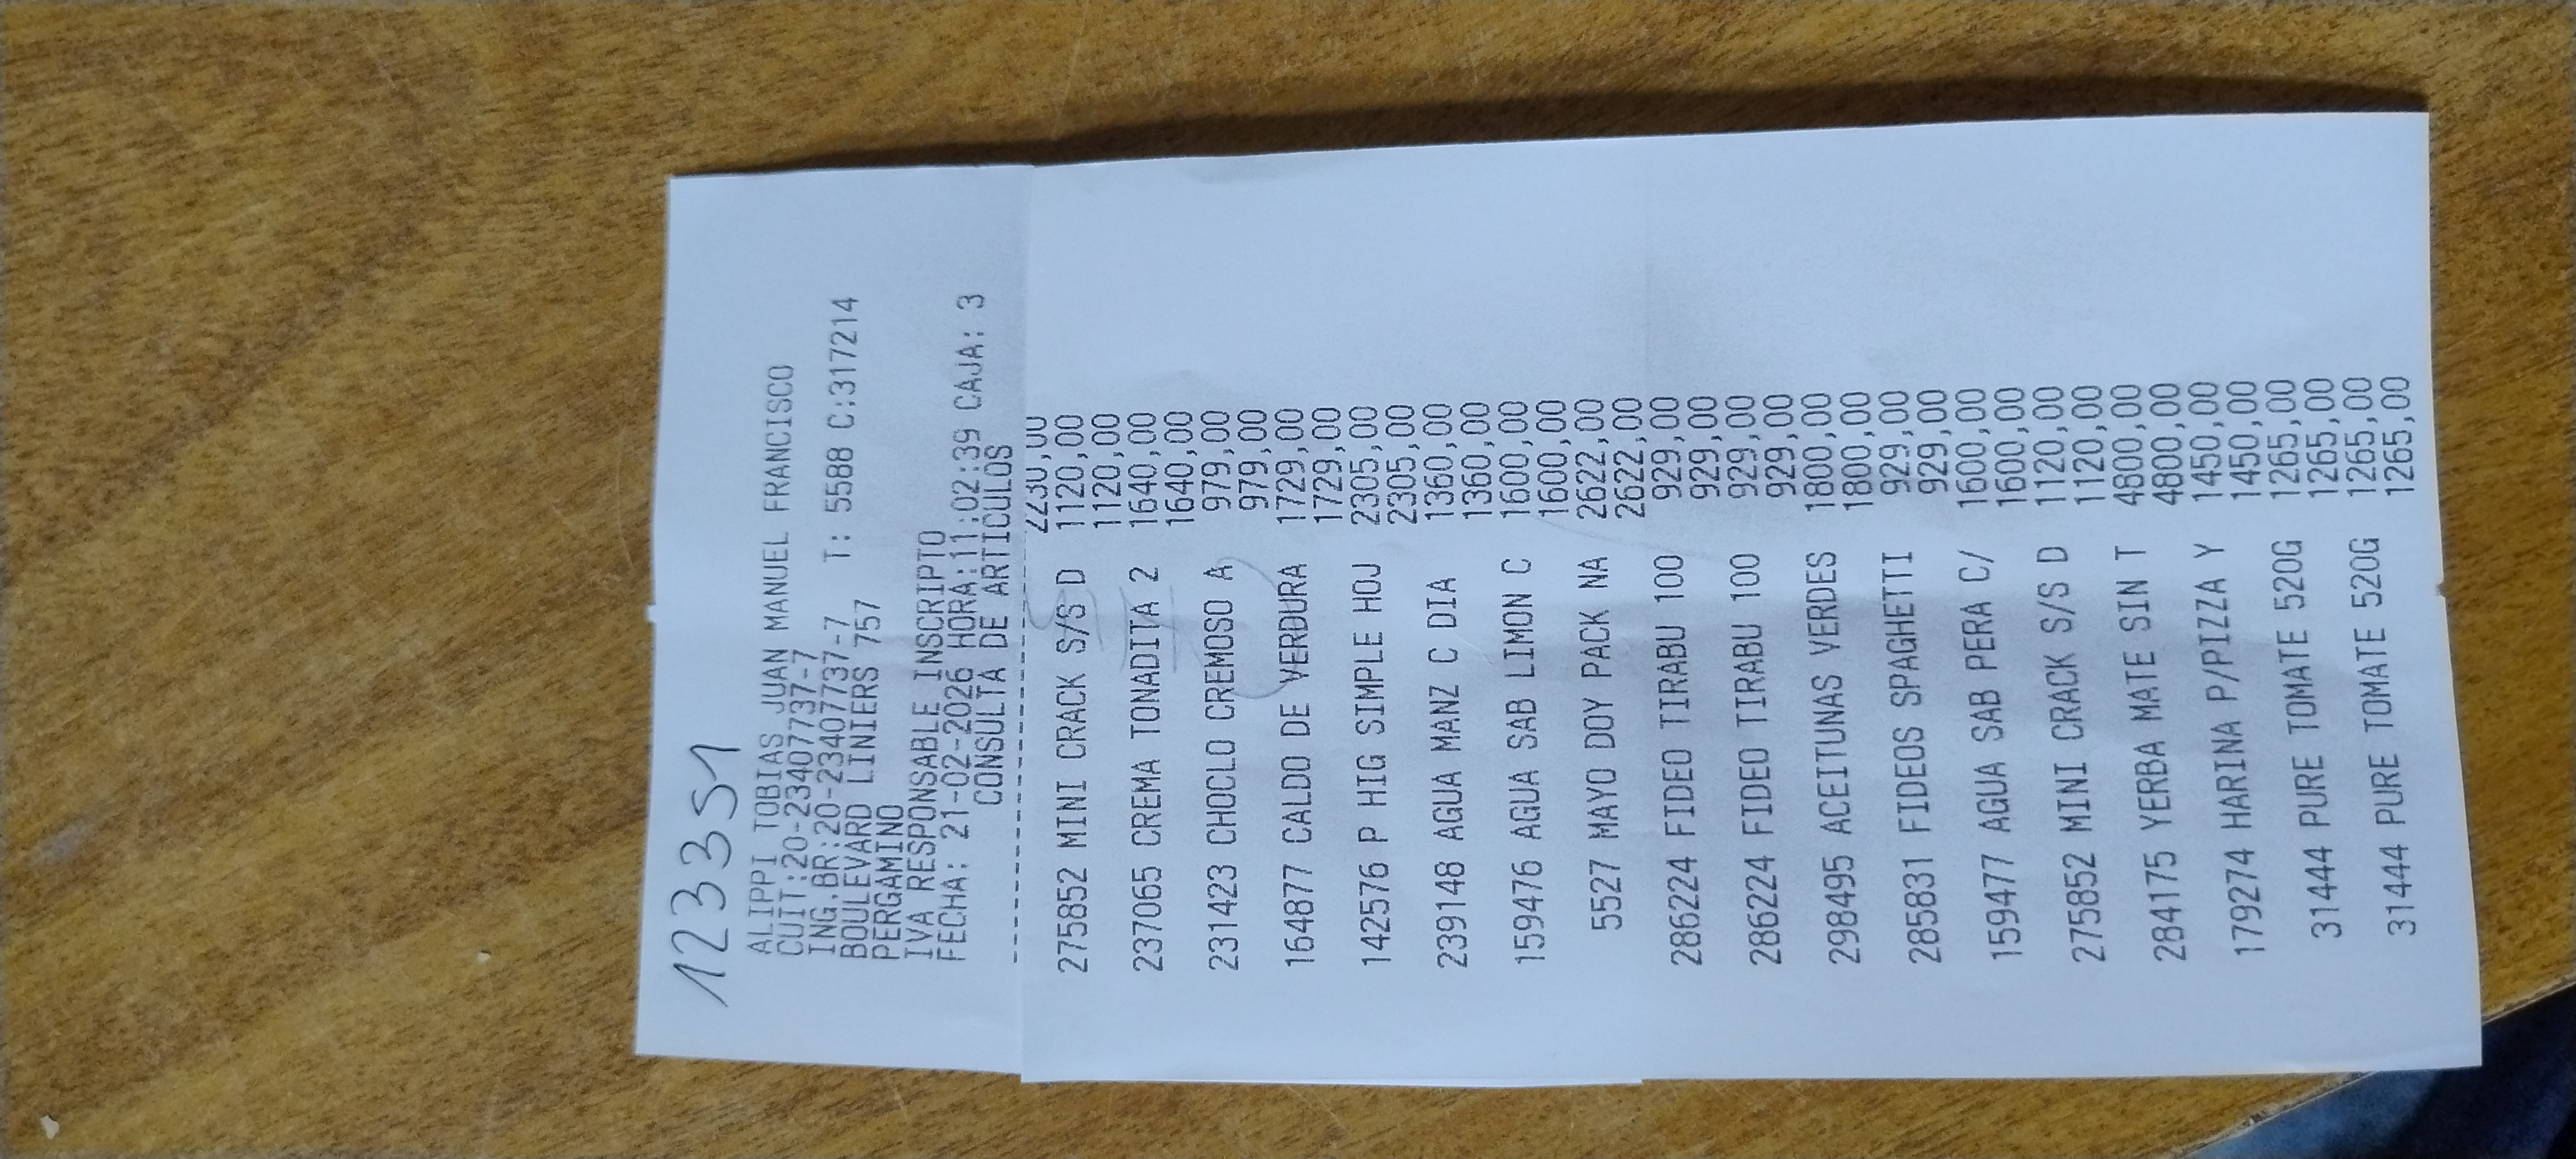 12351
ALIPPI TOBIAS JUAN MANUEL FRANCISCO
CUIT:20-23407737-7
ING.BR:20-23407737-7 T: 5588 C:317214
BOULEVARD LINIERS 757
PERGAMINO
IVA RESPONSABLE INSCRIPTO
FECHA: 21-02-2026 HORA:11:02:39 CAJA: 3
CONSULTA DE ARTICULOS
2230,00
275852 MINI CRACK S/S D 1120,00
1120,00
237065 CREMA TONADITA 2 1640,00
1640,00
231423 CHOCLO CREMOSO A 979,00
979,00
164877 CALDO DE VERDURA 1729,00
1729,00
142576 P HIG SIMPLE HOJ 2305,00
2305,00
239148 AGUA MANZ C DIA 1360,00
1360,00
159476 AGUA SAB LIMON C 1600,00
1600,00
5527 MAYO DOY PACK NA 2622,00
2622,00
286224 FIDEO TIRABU 100 929,00
929,00
286224 FIDEO TIRABU 100 929,00
929,00
298495 ACEITUNAS VERDES 1800,00
1800,00
285831 FIDEOS SPAGHETTI 929,00
929,00
159477 AGUA SAB PERA C/ 1600,00
1600,00
275852 MINI CRACK S/S D 1120,00
1120,00
284175 YERBA MATE SIN T 4800,00
4800,00
179274 HARINA P/PIZZA Y 1450,00
1450,00
31444 PURE TOMATE 520G 1265,00
1265,00
31444 PURE TOMATE 520G 1265,00
1265,00